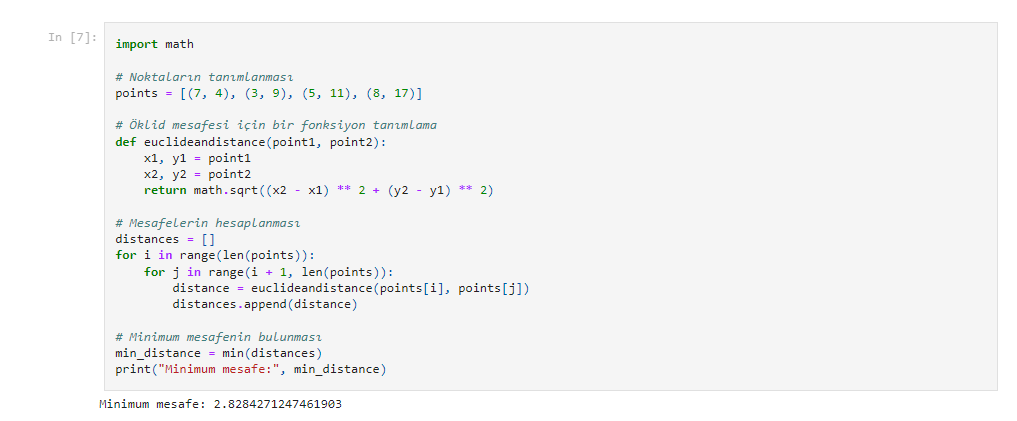 In [7]:
import math
# Noktaların tanımlanması
points = [(7, 4), (3, 9), (5, 11), (8, 17)]
# Öklid mesafesi için bir fonksiyon tanımlama
def euclideandistance(point1, point2):
    x1, y1 = point1
    x2, y2 = point2
    return math.sqrt((x2 - x1) ** 2 + (y2 - y1) ** 2)
# Mesafelerin hesaplanması
distances = []
for i in range(len(points)):
    for j in range(i + 1, len(points)):
        distance = euclideandistance(points[i], points[j])
        distances.append(distance)
# Minimum mesafenin bulunması
min_distance = min(distances)
print("Minimum mesafe:", min_distance)
Minimum mesafe: 2.8284271247461903